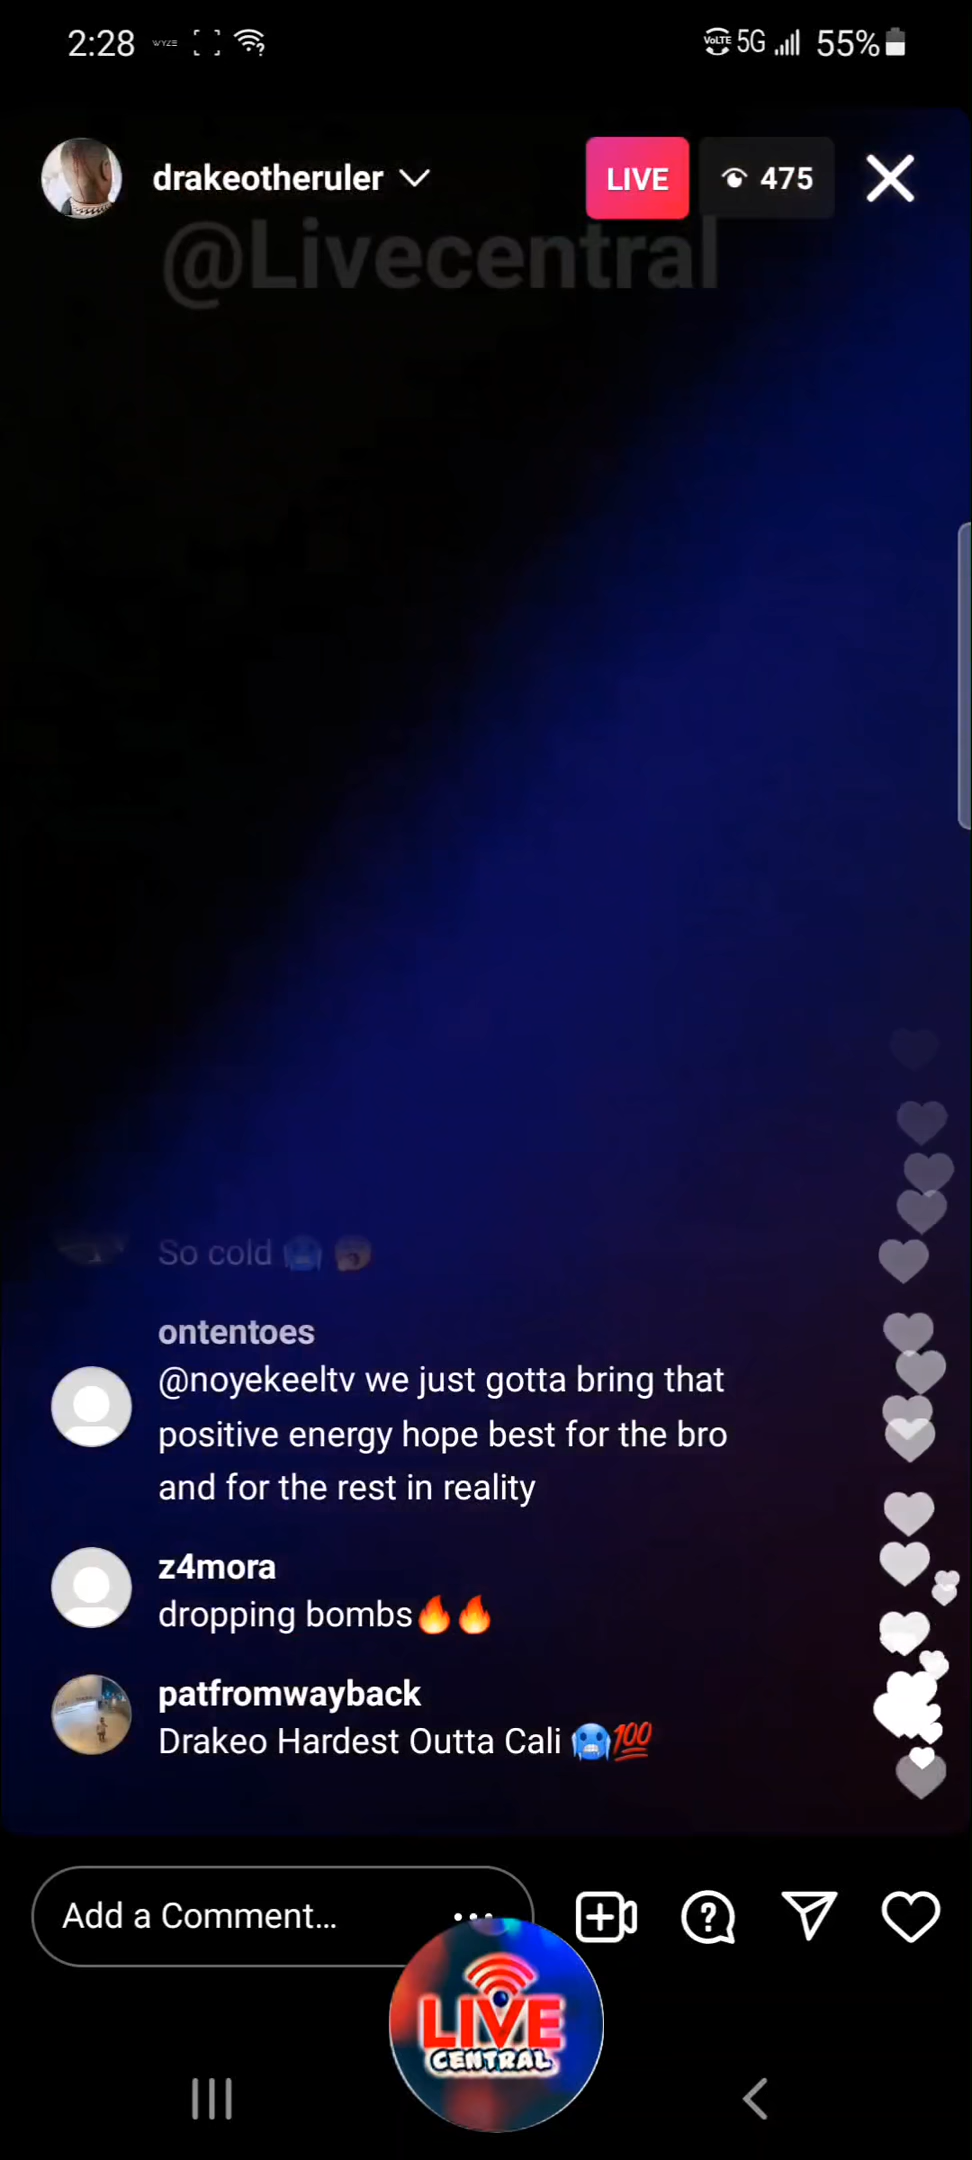 2:28 WYZE VoLTE 5G 55%
drakeotheruler LIVE 475
@Livecentral
So cold 🥶
ontentoes
@noyekeeltv we just gotta bring that
positive energy hope best for the bro
and for the rest in reality
z4mora
dropping bombs🔥🔥
patfromwayback
Drakeo Hardest Outta Cali 🥶💯
Add a Comment...
LIVE
CENTRAL